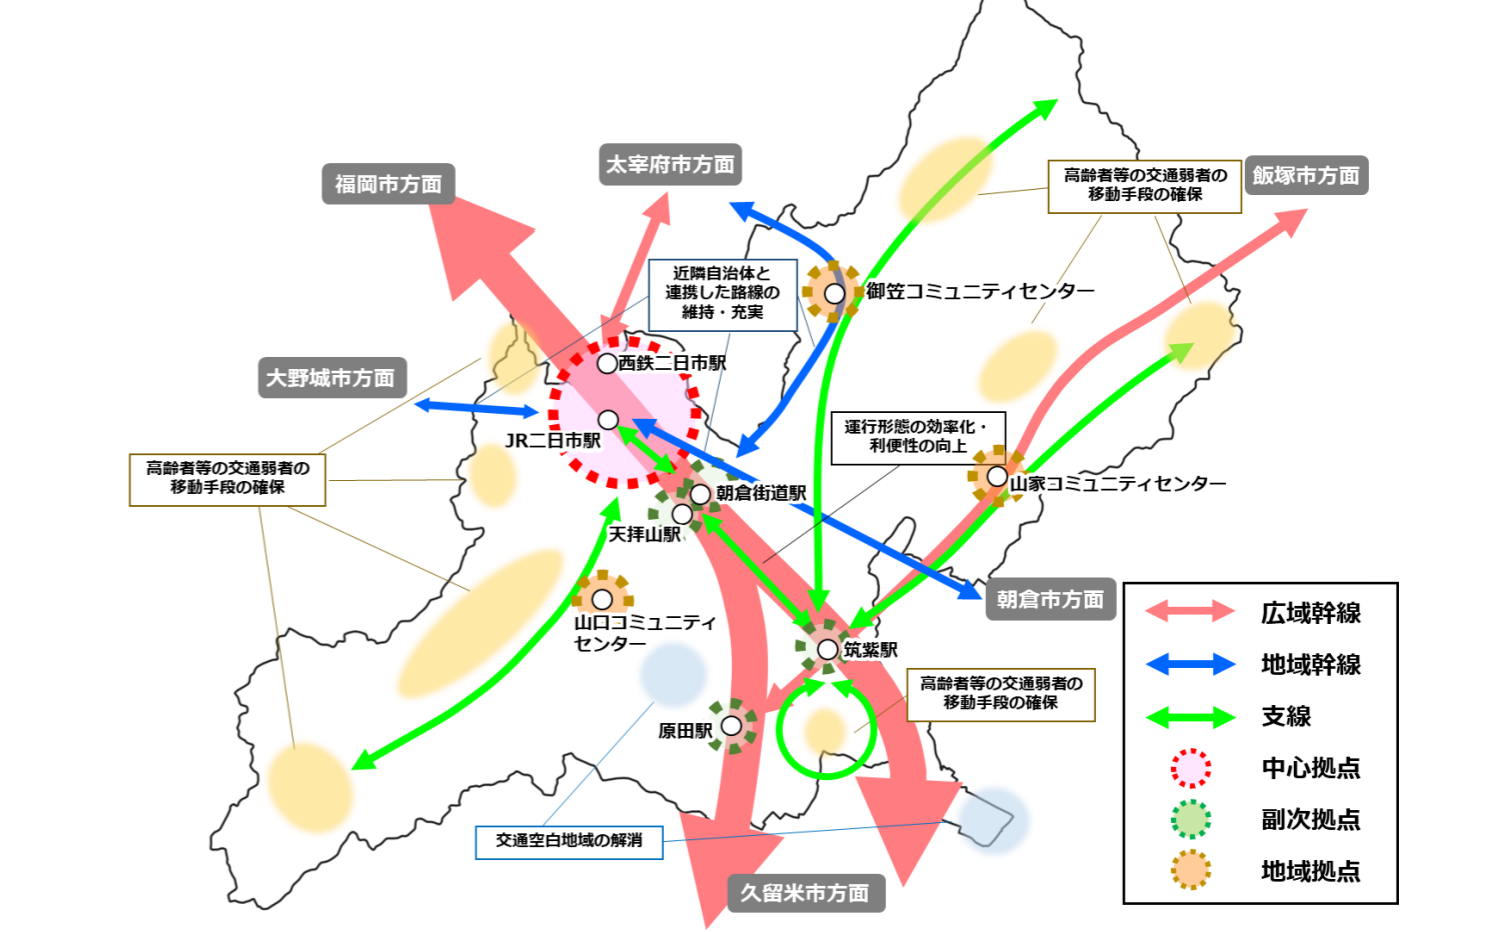 太宰府市方面
福岡市方面
高齢者等の交通弱者の
移動手段の確保
飯塚市方面
近隣自治体と
連携した路線の
維持・充実
御笠コミュニティセンター
西鉄二日市駅
大野城市方面
JR二日市駅
運行形態の効率化・
利便性の向上
高齢者等の交通弱者の
移動手段の確保
山家コミュニティセンター
朝倉街道駅
天拝山駅
朝倉市方面
山口コミュニティ
センター
筑紫駅
高齢者等の交通弱者の
移動手段の確保
原田駅
交通空白地域の解消
久留米市方面
広域幹線
地域幹線
支線
中心拠点
副次拠点
地域拠点